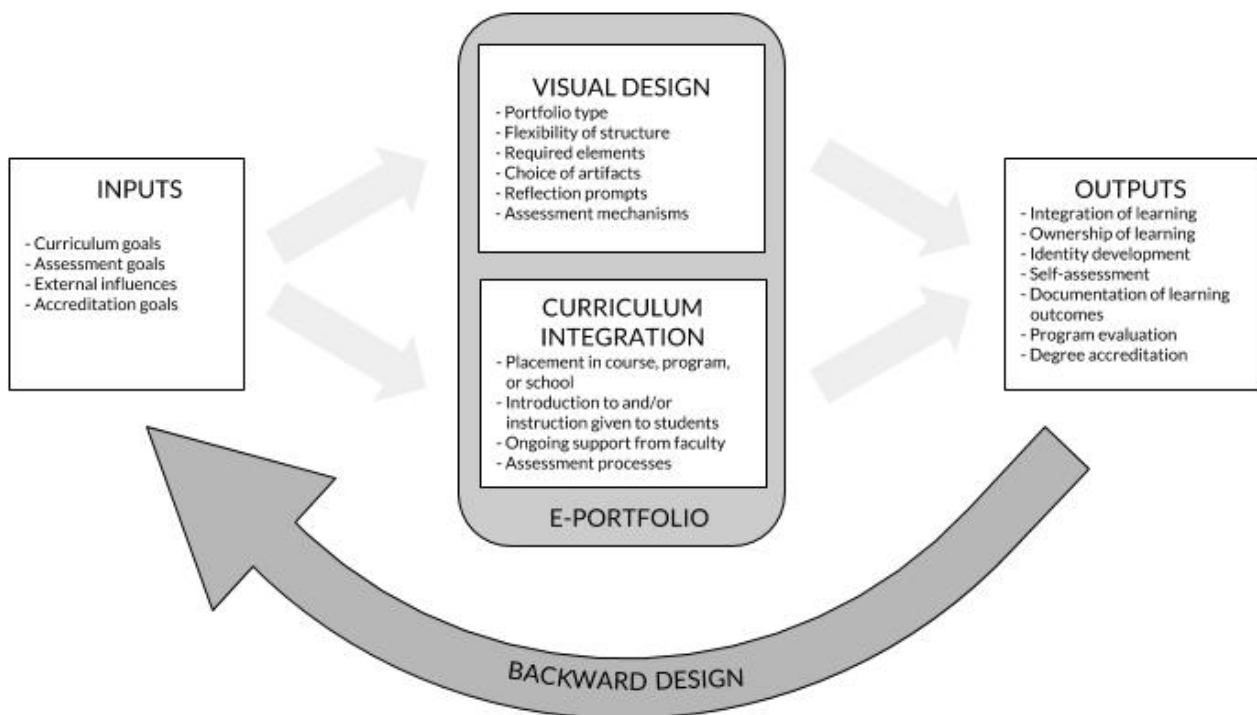 INPUTS
- Curriculum goals
- Assessment goals
- External influences
- Accreditation goals
VISUAL DESIGN
- Portfolio type
- Flexibility of structure
- Required elements
- Choice of artifacts
- Reflection prompts
- Assessment mechanisms
CURRICULUM
INTEGRATION
- Placement in course, program,
or school
- Introduction to and/or
instruction given to students
- Ongoing support from faculty
- Assessment processes
E-PORTFOLIO
OUTPUTS
- Integration of learning
- Ownership of learning
- Identity development
- Self-assessment
- Documentation of learning
outcomes
- Program evaluation
- Degree accreditation
BACKWARD DESIGN